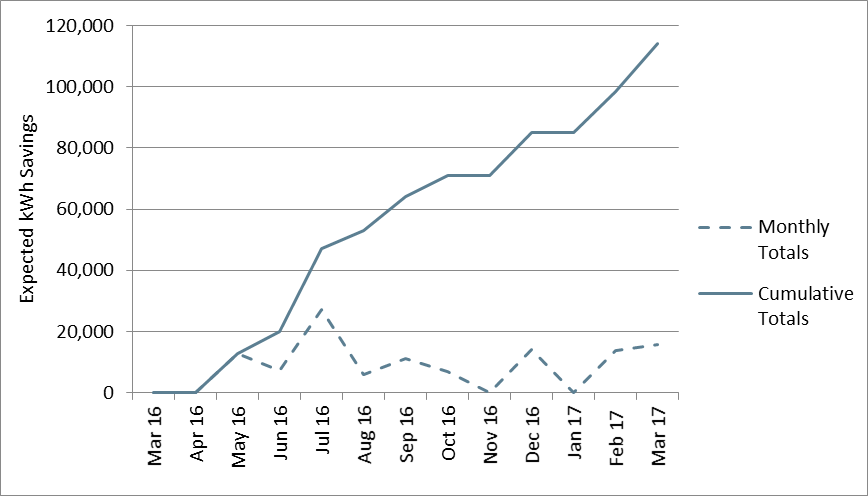 120,000
100,000
80,000
60,000
40,000
20,000
0
Expected kWh Savings
Mar 16
Apr 16
May 16
Jun 16
Jul 16
Aug 16
Sep 16
Oct 16
Nov 16
Dec 16
Jan 17
Feb 17
Mar 17
Monthly
Totals
Cumulative
Totals